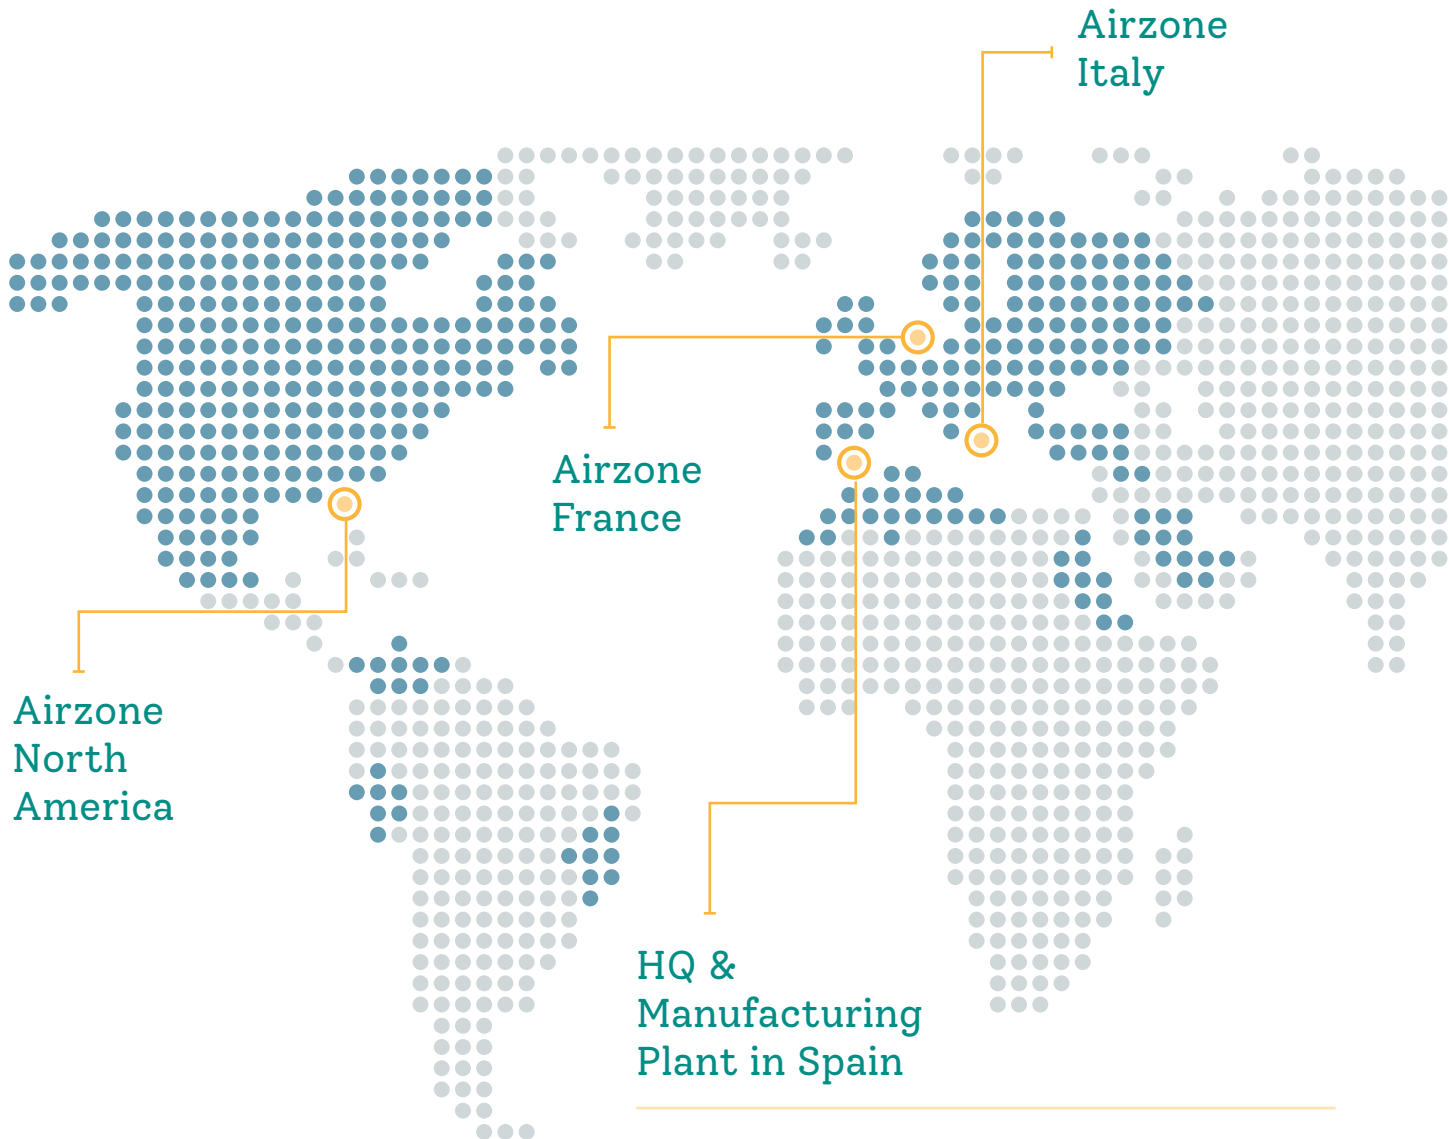 Airzone
Italy
Airzone
France
Airzone
North
America
HQ &
Manufacturing
Plant in Spain